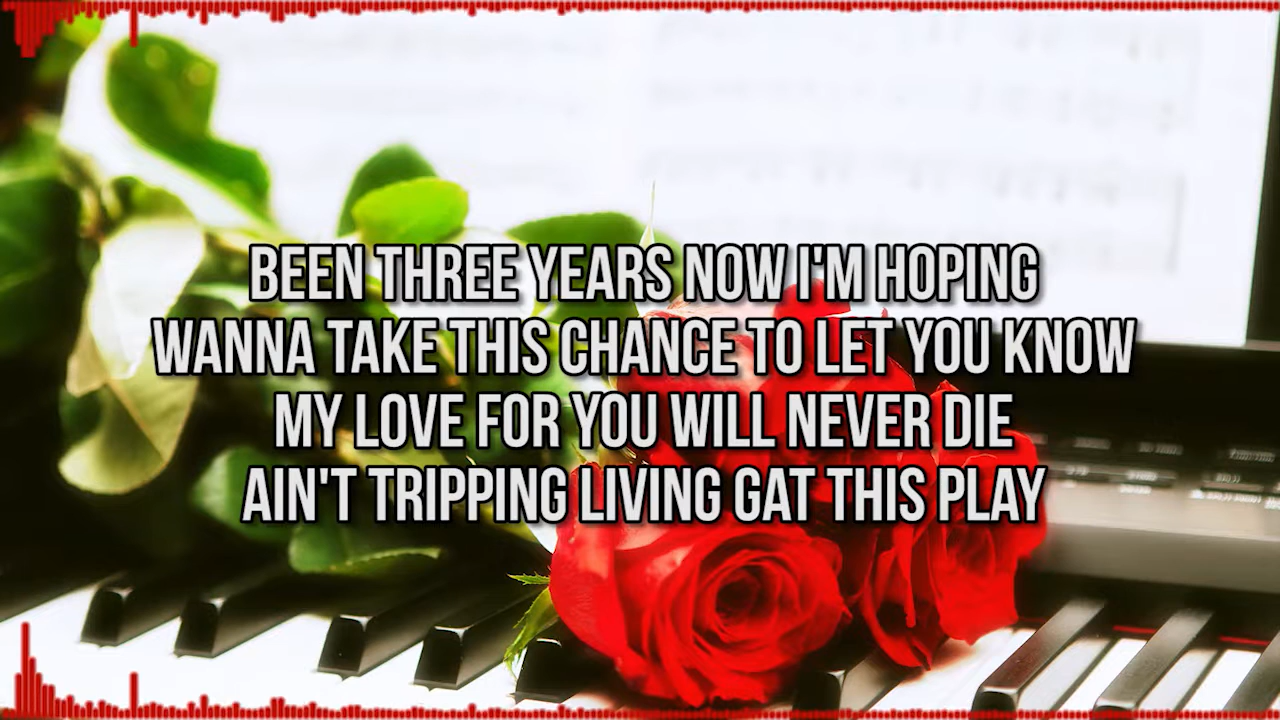 BEEN THREE YEARS NOW I'M HOPING
WANNA TAKE THIS CHANCE TO LET YOU KNOW
MY LOVE FOR YOU WILL NEVER DIE
AIN'T TRIPPING LIVING GAT THIS PLAY